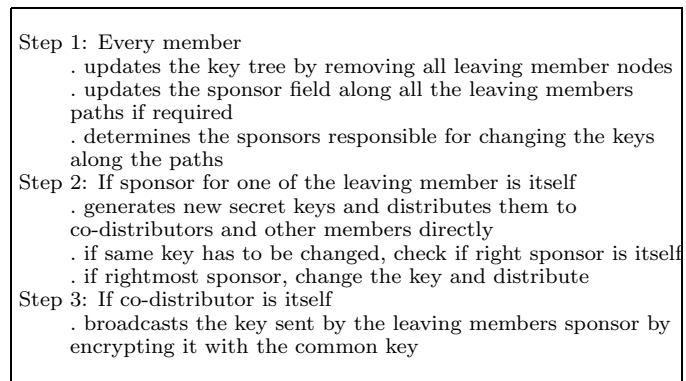 Step 1: Every member
. updates the key tree by removing all leaving member nodes
. updates the sponsor field along all the leaving members
paths if required
. determines the sponsors responsible for changing the keys
along the paths
Step 2: If sponsor for one of the leaving member is itself
. generates new secret keys and distributes them to
co-distributors and other members directly
. if same key has to be changed, check if right sponsor is itself
. if rightmost sponsor, change the key and distribute
Step 3: If co-distributor is itself
. broadcasts the key sent by the leaving members sponsor by
encrypting it with the common key